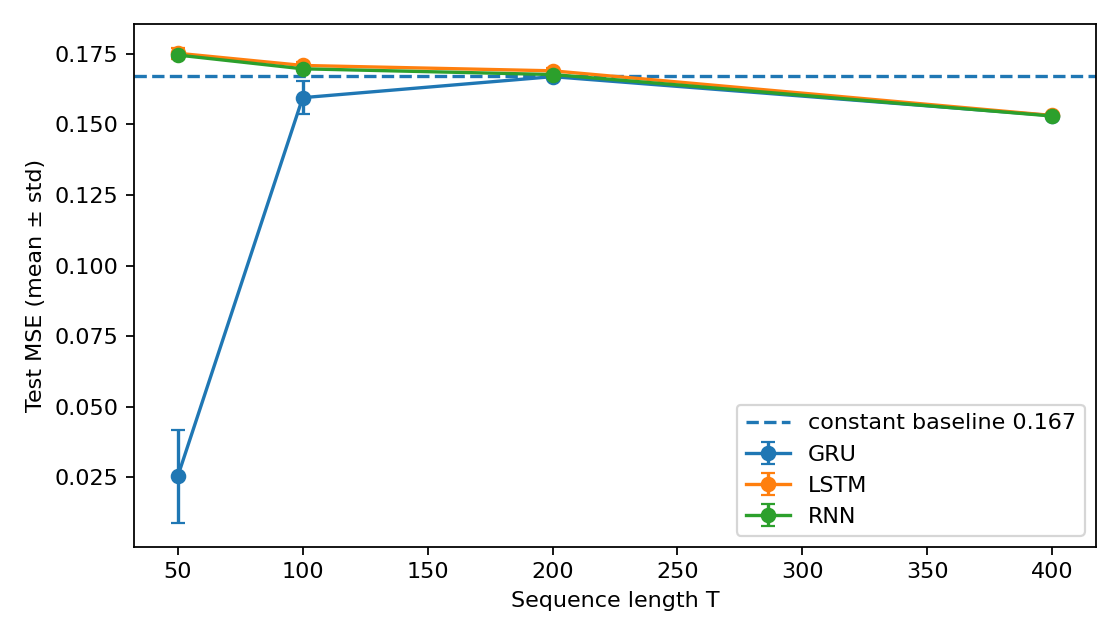 0.175
0.150
0.125
0.100
0.075
0.050
0.025
Test MSE (mean ± std)
constant baseline 0.167
GRU
LSTM
RNN
50 100 150 200 250 300 350 400
Sequence length T